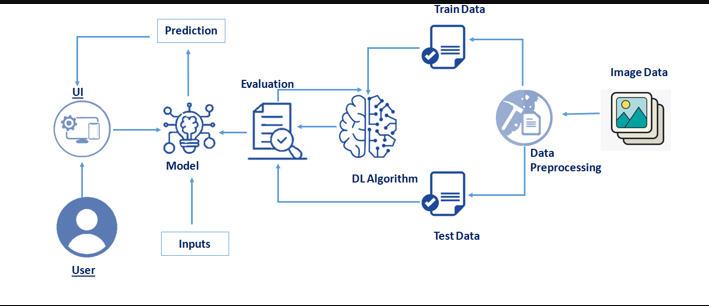 Train Data
Prediction
Image Data
Evaluation
UI
Model
Data
Preprocessing
DL Algorithm
Test Data
Inputs
User